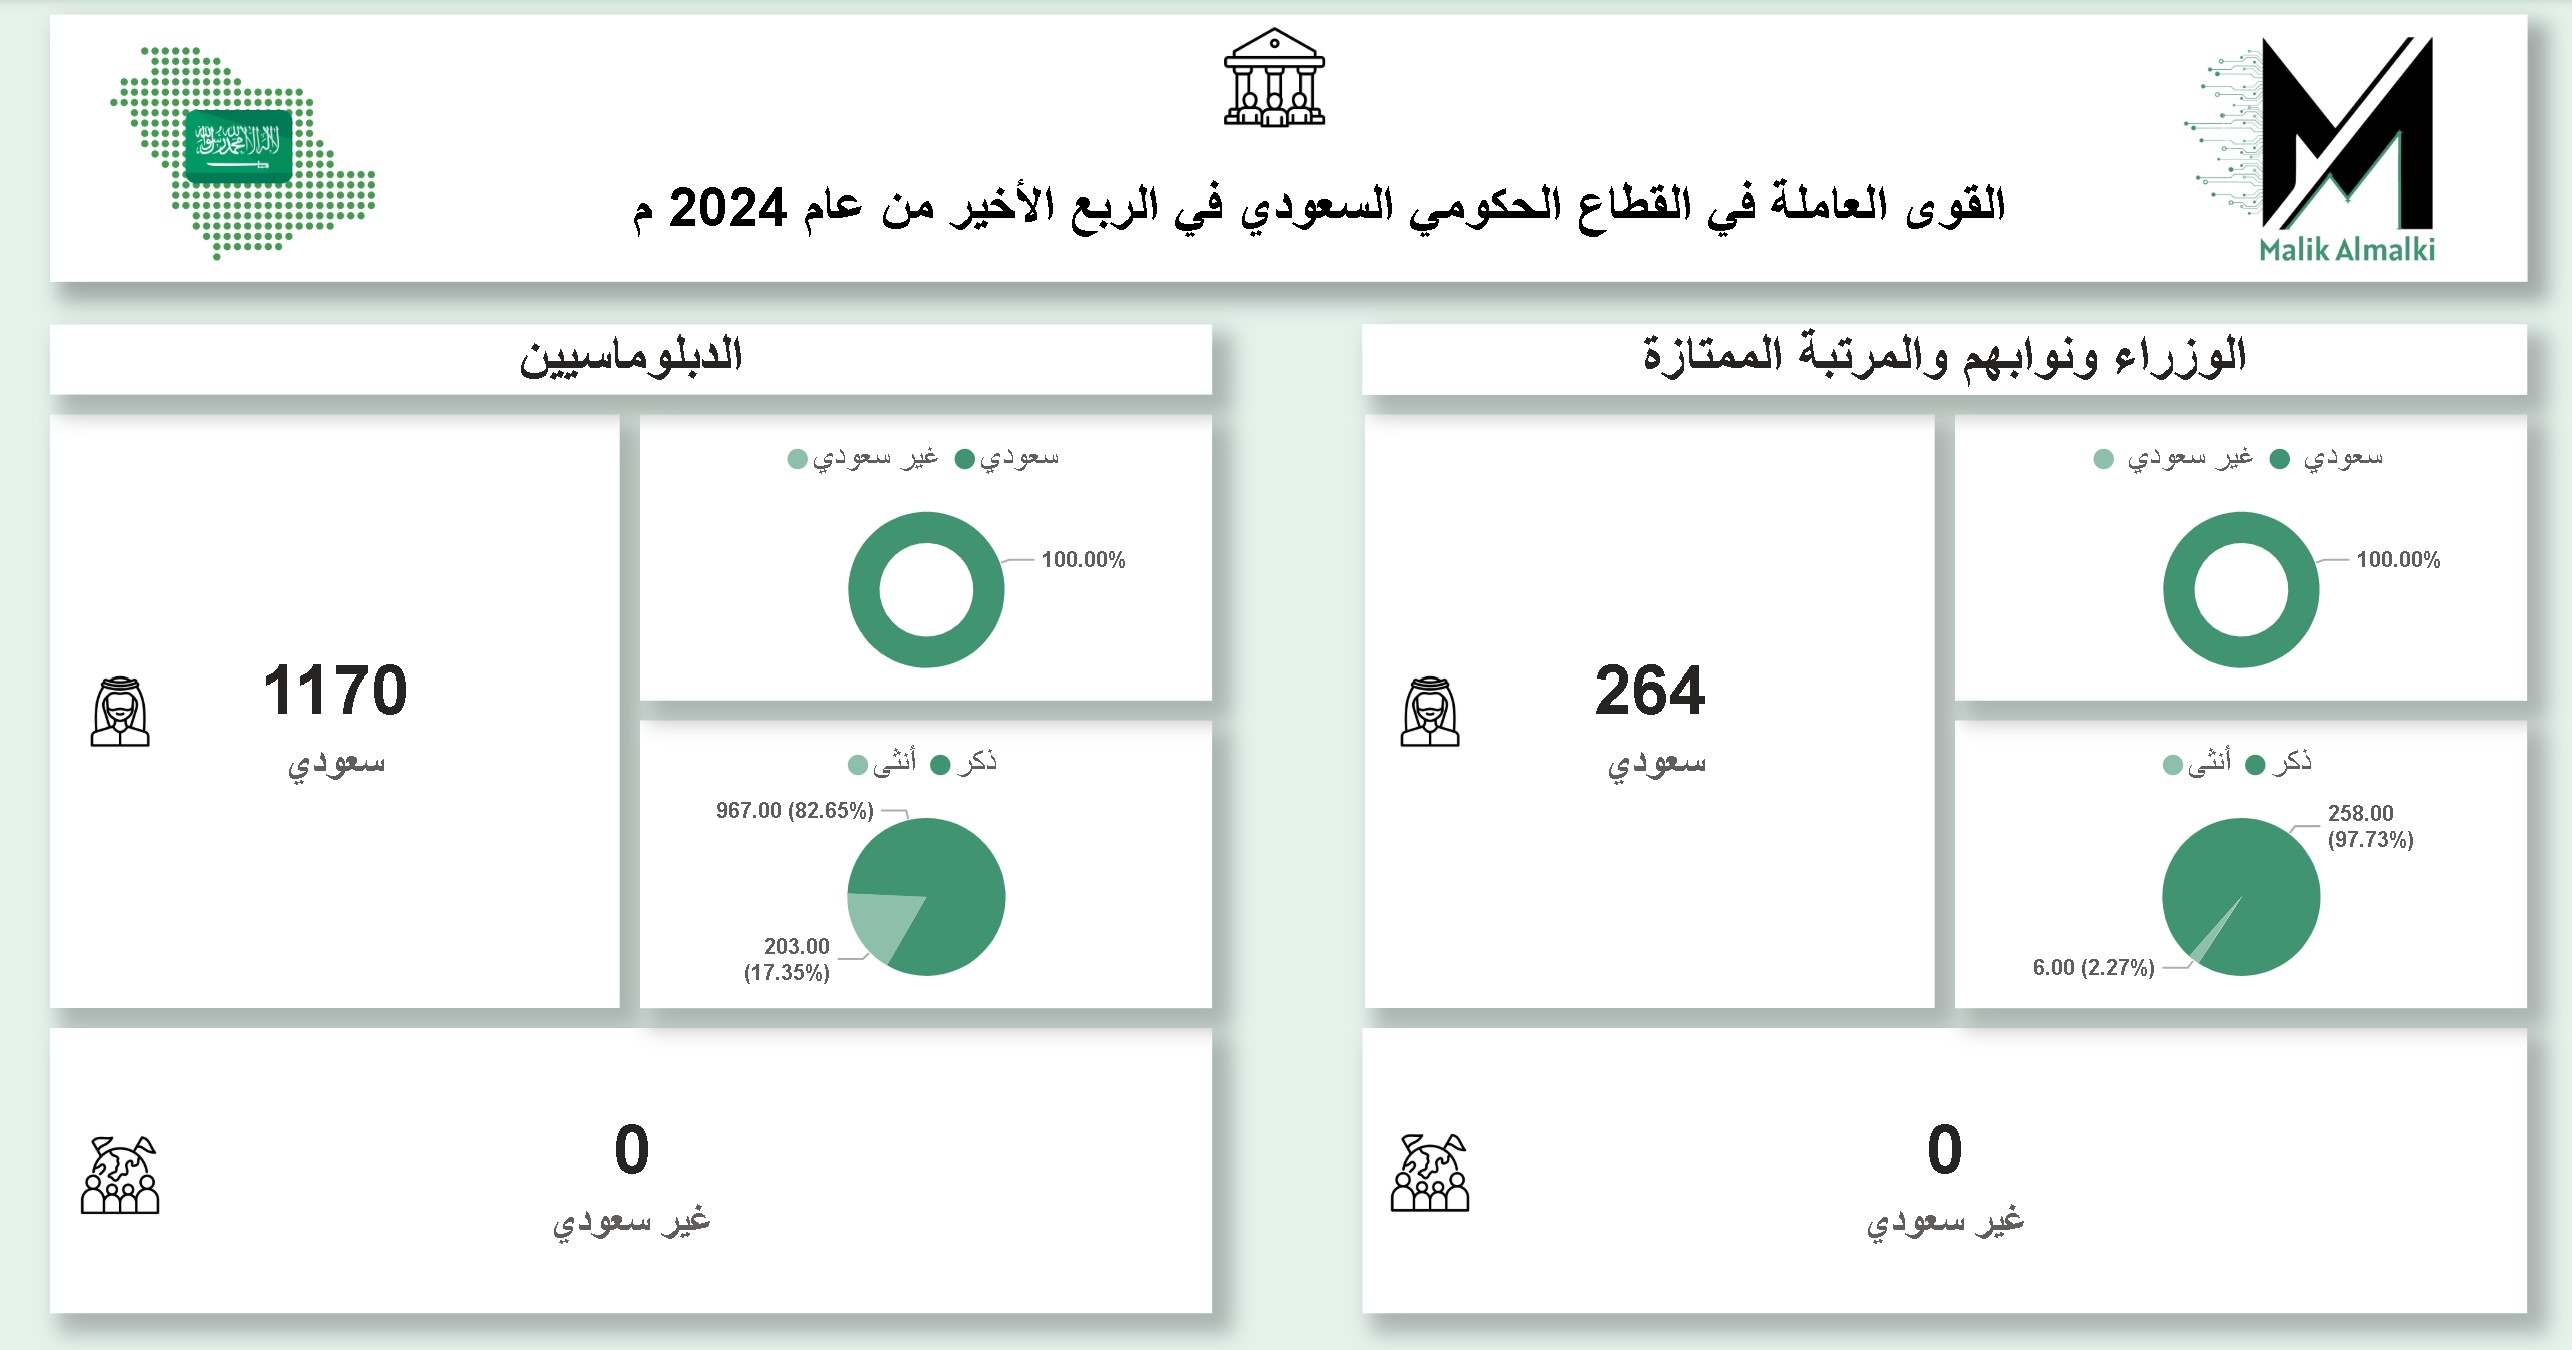 Malik Almalki
القوى العاملة في القطاع الحكومي السعودي في الربع الأخير من عام 2024 م
لا إله إلا الله محمد رسول الله
الوزراء ونوابهم والمرتبة الممتازة
سعودي
غير سعودي
100.00%
264
سعودي
ذكر
أنثى
258.00
(97.73%)
6.00 (2.27%)
0
غير سعودي
الدبلوماسيين
سعودي
غير سعودي
100.00%
1170
سعودي
ذكر
أنثى
967.00 (82.65%)
203.00
(17.35%)
0
غير سعودي